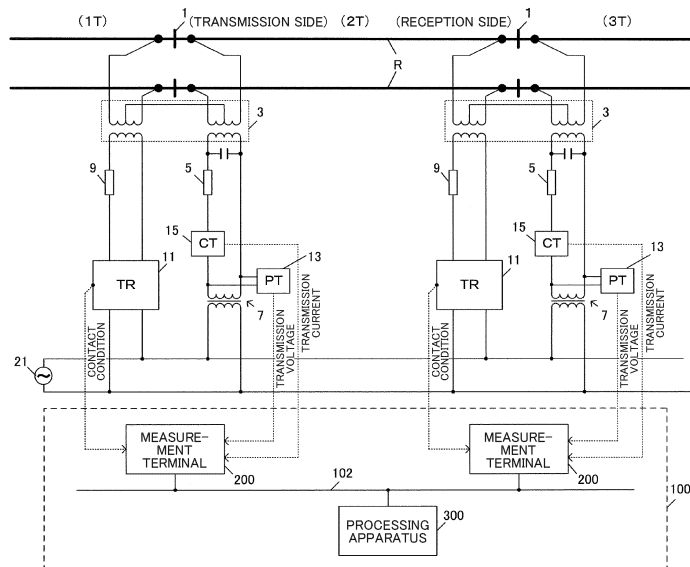 (1T) 1 (TRANSMISSION SIDE) (2T) (RECEPTION SIDE) 1 (3T)
R
3 3
9 5 9 5
15 CT 13 15 CT 13
11 PT 11 PT
TR TR
7 7
CONTACT CONDITION
TRANSMISSION VOLTAGE
TRANSMISSION CURRENT
CONTACT CONDITION
TRANSMISSION VOLTAGE
TRANSMISSION CURRENT
21
MEASURE-
MENT
TERMINAL
200
MEASURE-
MENT
TERMINAL
200
102
100
PROCESSING
APPARATUS
300